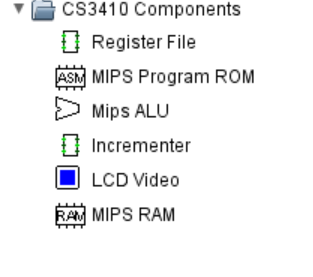 CS3410 Components
Register File
ASM MIPS Program ROM
Mips ALU
Incrementer
LCD Video
RAM MIPS RAM